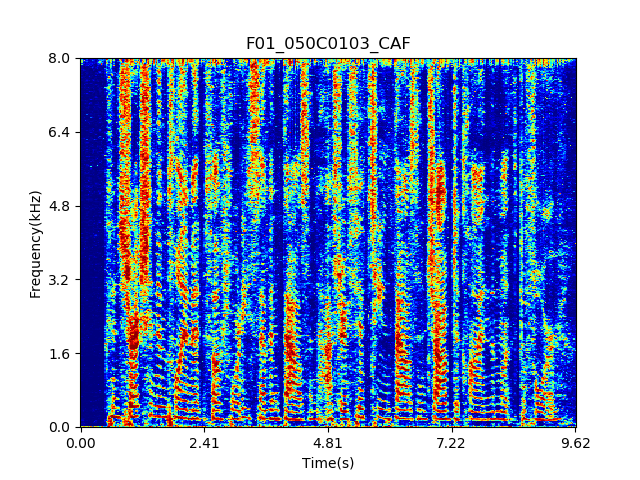 F01_050C0103_CAF
8.0
6.4
4.8
3.2
1.6
0.0
Frequency(kHz)
0.00 2.41 4.81 7.22 9.62
Time(s)